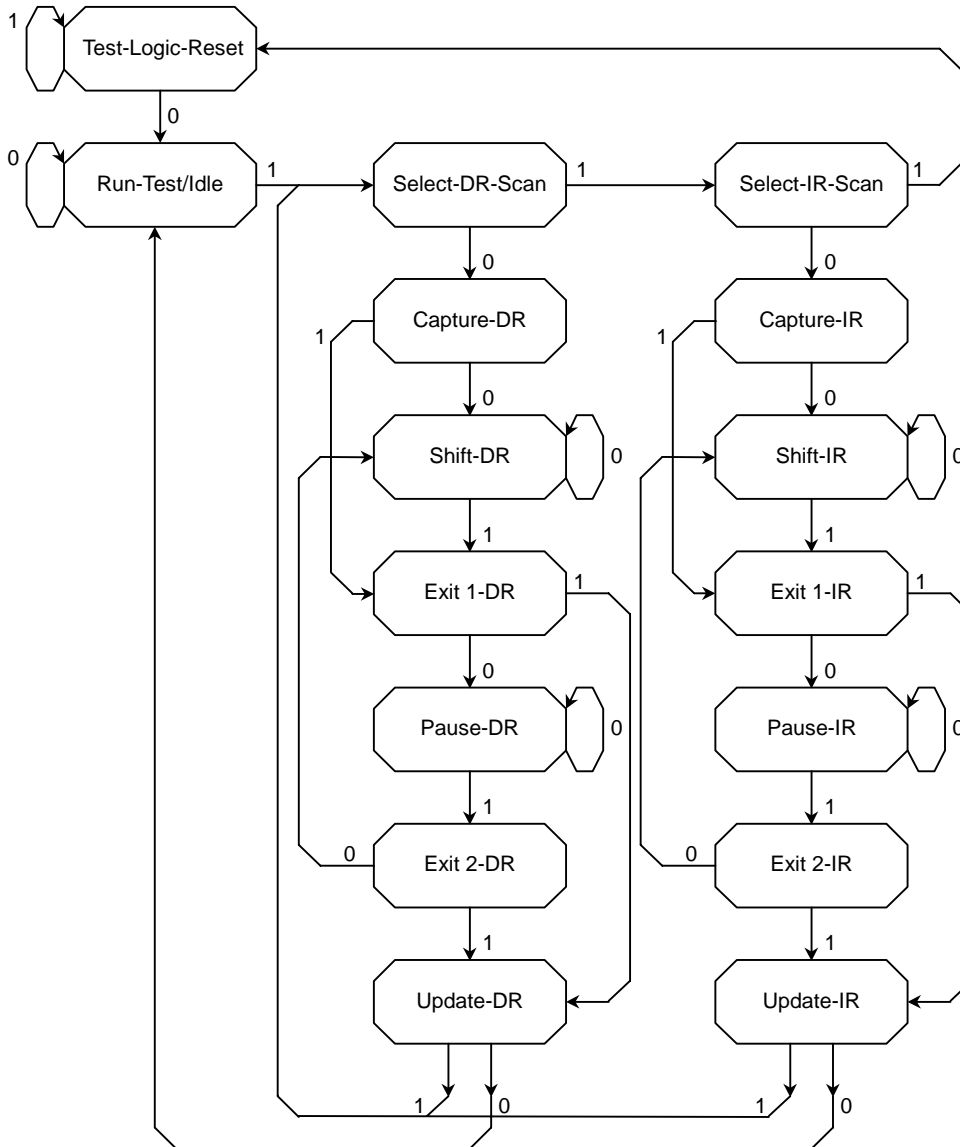 1
Test-Logic-Reset
0
0
Run-Test/Idle
1
Select-DR-Scan
1
Select-IR-Scan
1
0
0
Capture-DR
Capture-IR
1
1
0
0
Shift-DR
0
Shift-IR
0
1
1
Exit 1-DR
1
Exit 1-IR
1
0
0
Pause-DR
0
Pause-IR
0
1
1
0
Exit 2-DR
0
Exit 2-IR
1
1
Update-DR
Update-IR
1
0
1
0